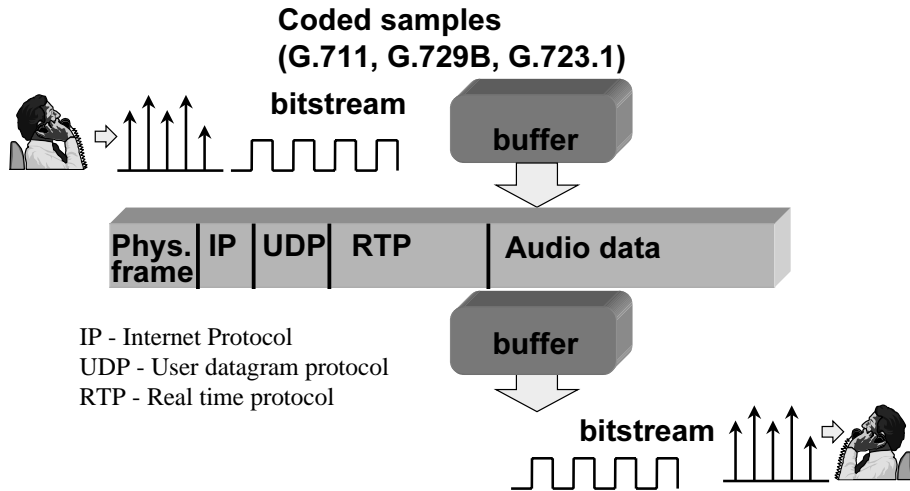 Coded samples
(G.711, G.729B, G.723.1)
bitstream
buffer
Phys. frame
IP
UDP
RTP
Audio data
IP - Internet Protocol
UDP - User datagram protocol
RTP - Real time protocol
buffer
bitstream